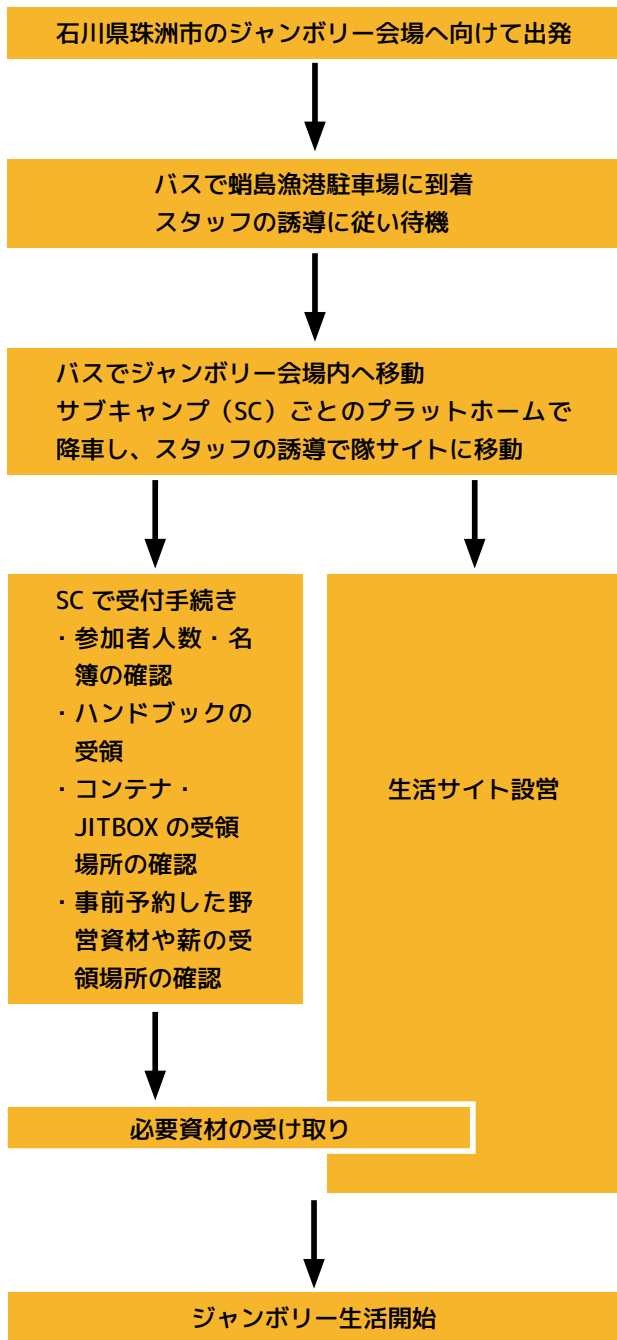 石川県珠洲市のジャンボリー会場へ向けて出発
バスで蛸島漁港駐車場に到着
スタッフの誘導に従い待機
バスでジャンボリー会場内へ移動
サブキャンプ（SC）ごとのプラットホームで
降車し、スタッフの誘導で隊サイトに移動
SC で受付手続き
・参加者人数・名
簿の確認
・ハンドブックの
受領
・コンテナ・
JITBOX の受領
場所の確認
・事前予約した野
営資材や薪の受
領場所の確認
生活サイト設営
必要資材の受け取り
ジャンボリー生活開始